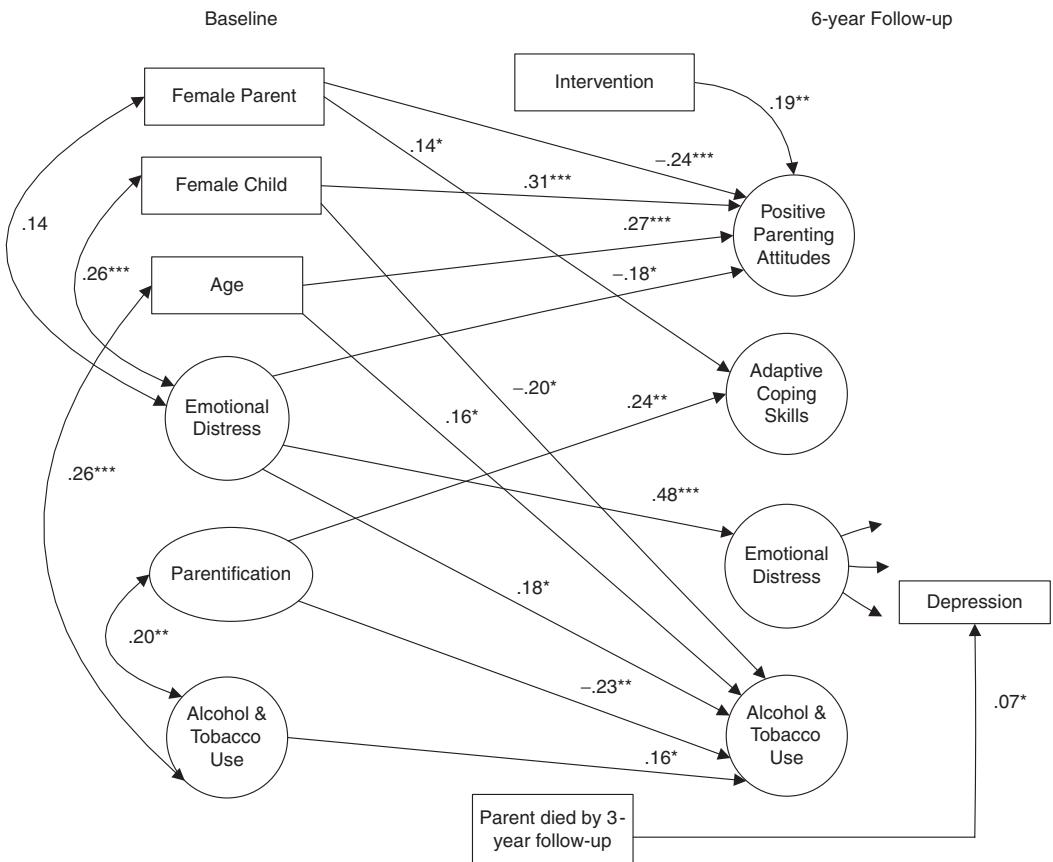 Baseline
6-year Follow-up
Female Parent
Intervention
.19**
.14*
–.24***
Female Child
.31***
Positive
Parenting
Attitudes
.14
.27***
.26***
Age
–.18*
Adaptive
Coping
Skills
–.20*
.24**
.16*
Emotional
Distress
.26***
.48***
Emotional
Distress
Parentification
.18*
Depression
.20**
–.23**
.07*
Alcohol &
Tobacco
Use
Alcohol &
Tobacco
Use
.16*
Parent died by 3-
year follow-up